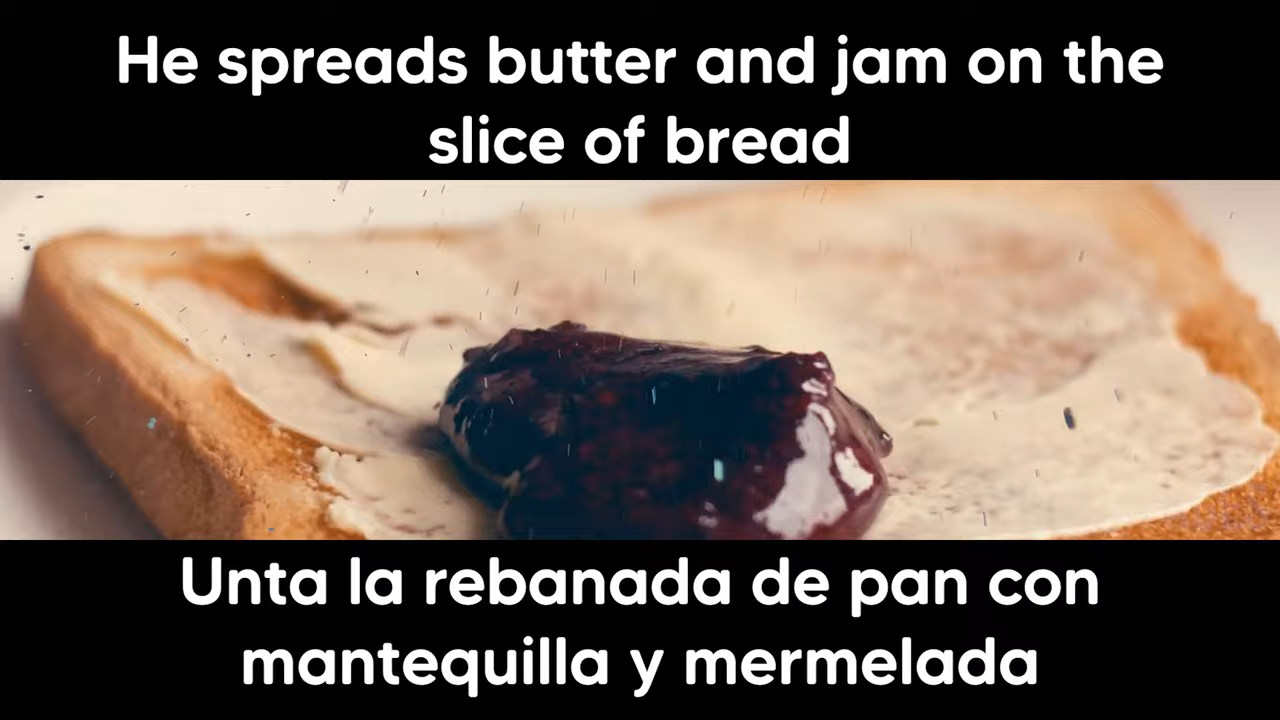 He spreads butter and jam on the
slice of bread
Unta la rebanada de pan con
mantequilla y mermelada